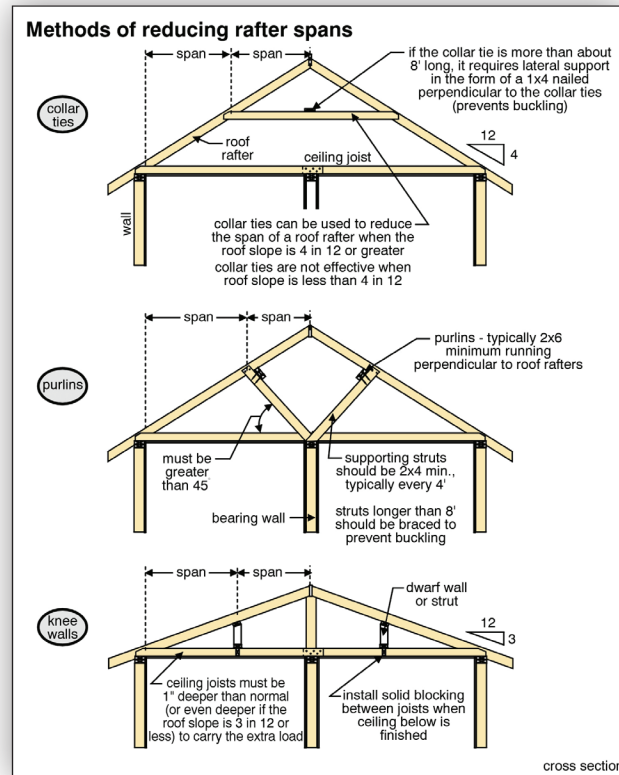 Methods of reducing rafter spans
span
span
if the collar tie is more than about
8' long, it requires lateral support
in the form of a 1x4 nailed
perpendicular to the collar ties
(prevents buckling)
collar
ties
12
4
roof
rafter
ceiling joist
wall
collar ties can be used to reduce
the span of a roof rafter when the
roof slope is 4 in 12 or greater
collar ties are not effective when
roof slope is less than 4 in 12
span
span
purlins - typically 2x6
minimum running
perpendicular to roof rafters
purlins
must be
greater
than 45
supporting struts
should be 2x4 min.,
typically every 4'
bearing wall
struts longer than 8'
should be braced to
prevent buckling
span
span
dwarf wall
or strut
knee
walls
12
3
ceiling joists must be
1" deeper than normal
(or even deeper if the
roof slope is 3 in 12 or
less) to carry the extra load
install solid blocking
between joists when
ceiling below is
finished
cross section